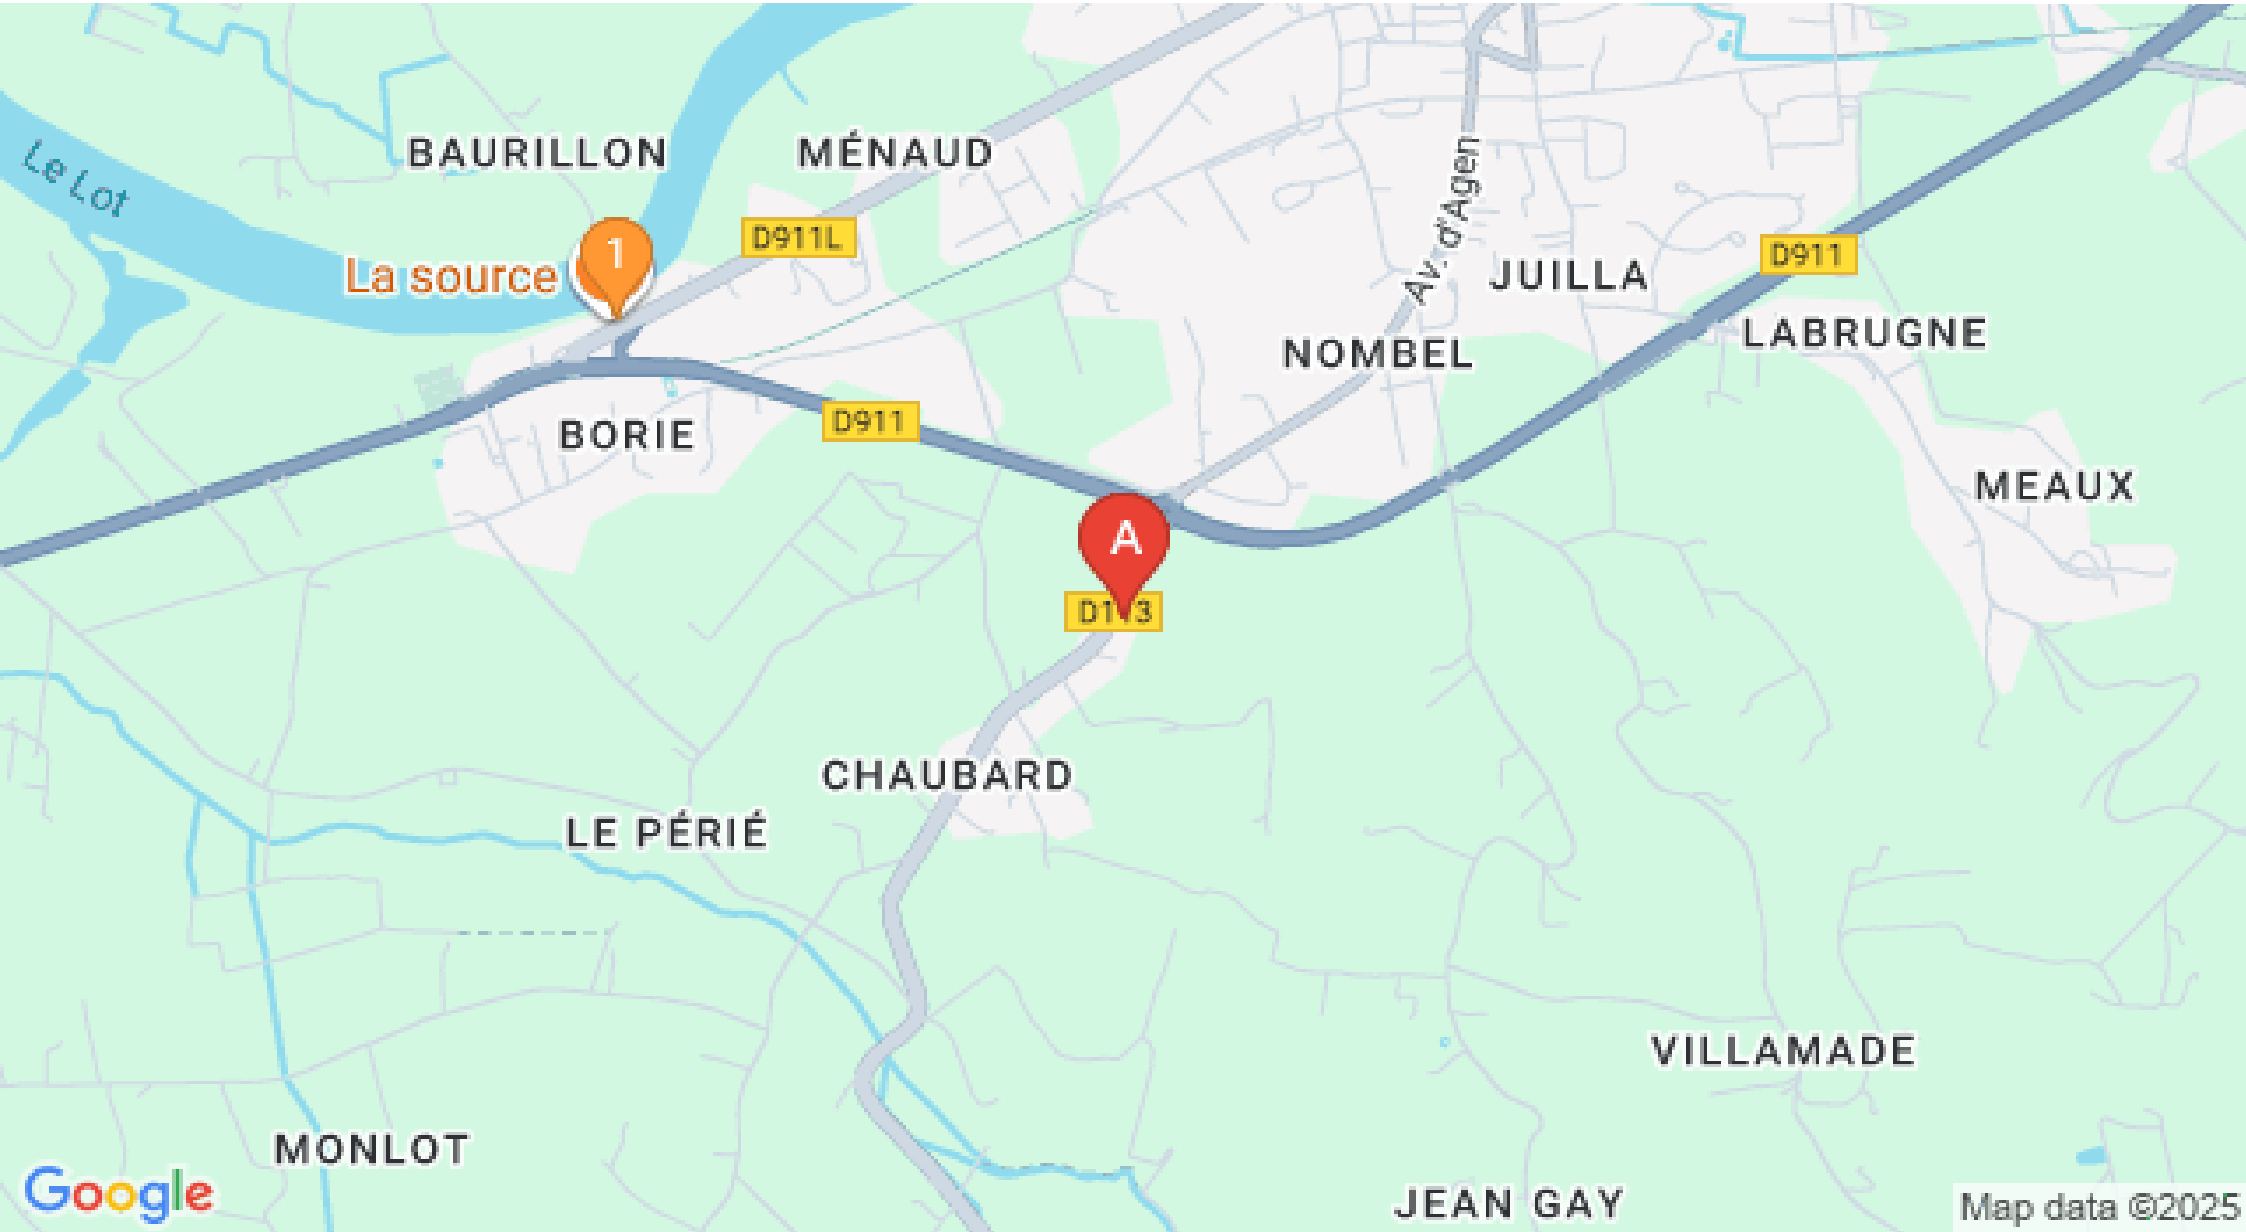 BAURILLON
MÉNAUD
Le Lot
Av. d'Agen
D911L
1
La source
D911
JUILLA
LABRUGNE
NOMBEL
D911
BORIE
MEAUX
A
CHAUBARD
LE PÉRIÉ
VILLAMADE
MONLOT
Google
JEAN GAY
Map data ©2025